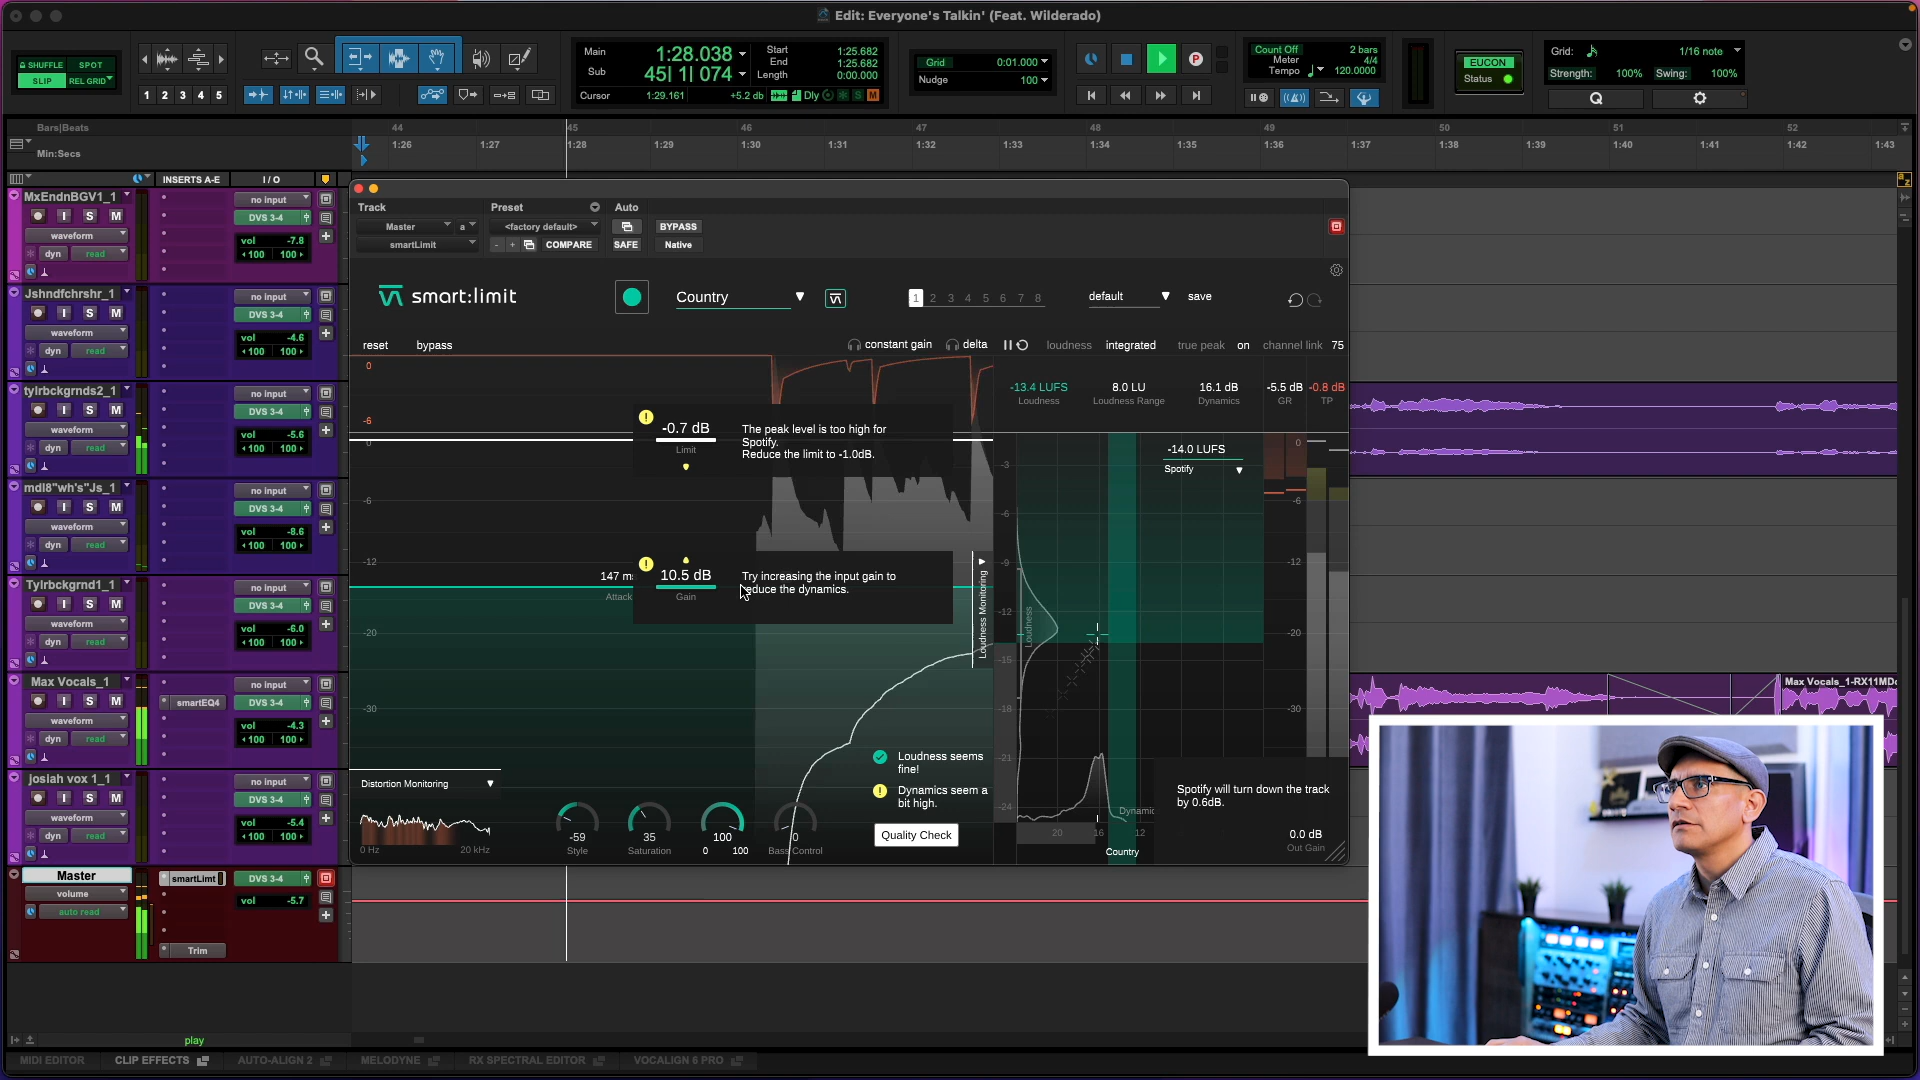 Edit: Everyone's Talkin' (Feat. Wilderado)
SHUFFLE SPOT
SLIP REL GRID
1 2 3 4 5
Main 1:28.038
Sub 45| 1| 074
Start 1:25.682
End 1:25.682
Length 0:00.000
Cursor 1:29.161 +5.2 db Dly S M
Grid 0:01.000
Nudge 100
P
Count Off 2 bars
Meter 4/4
Tempo 120.0000
EUCON
Status
Grid: 1/16 note
Strength: 100% Swing: 100%
Q
Bars|Beats 44 45 46 47 48 49 50 51 52
Min:Secs 1:26 1:27 1:28 1:29 1:30 1:31 1:32 1:33 1:34 1:35 1:36 1:37 1:38 1:39 1:40 1:41 1:42 1:43
INSERTS A-E I / O
a z
MxEndnBGV1_1
I S M
waveform
dyn read
no input
DVS 3-4
vol -7.8
100 100
Jshndfchrshr_1
I S M
waveform
dyn read
no input
DVS 3-4
vol -4.6
100 100
tylrbckgrnds2_1
I S M
waveform
dyn read
no input
DVS 3-4
vol -5.6
100 100
mdl8"wh's"Js_1
I S M
waveform
dyn read
no input
DVS 3-4
vol -8.6
100 100
Tylrbckgrnd1_1
I S M
waveform
dyn read
no input
DVS 3-4
vol -6.0
100 100
Max Vocals_1
I S M
waveform
dyn read
smartEQ4
no input
DVS 3-4
vol -4.3
100 100
josiah vox 1_1
I S M
waveform
dyn read
no input
DVS 3-4
vol -5.4
100 100
Master
volume
auto read
smartLimt
Trim
DVS 3-4
vol -5.7
Track Preset Auto
Master a <factory default> BYPASS
smartLimit - + COMPARE SAFE Native
smart:limit
Country
1 2 3 4 5 6 7 8
default save
reset bypass
constant gain delta
loudness integrated true peak on channel link 75
-13.4 LUFS
Loudness
8.0 LU
Loudness Range
16.1 dB
Dynamics
-5.5 dB
GR
-0.8 dB
TP
0
-6
0
-6
-12
-20
-30
! -0.7 dB
Limit
The peak level is too high for
Spotify.
Reduce the limit to -1.0dB.
! 10.5 dB
Gain
Try increasing the input gain to
reduce the dynamics.
147 ms
Attack
Loudness Monitoring
-3
-6
-9
-12
-15
-18
-21
-24
Loudness
20 16 12
Dynamic
Country
-14.0 LUFS
Spotify
0
-6
-12
-20
-30
Loudness seems
fine!
! Dynamics seem a
bit high.
Quality Check
Spotify will turn down the track
by 0.6dB.
0.0 dB
Out Gain
Distortion Monitoring
0 Hz 20 kHz
-59
Style
35
Saturation
100
0 100
0
Bass Control
Max Vocals_1-RX11MDc
play
MIDI EDITOR CLIP EFFECTS AUTO-ALIGN 2 MELODYNE RX SPECTRAL EDITOR VOCALIGN 6 PRO